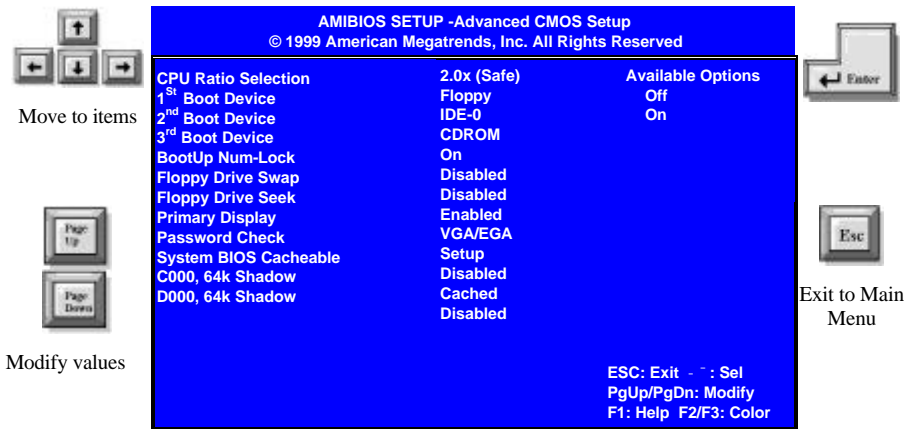 AMIBIOS SETUP -Advanced CMOS Setup
© 1999 American Megatrends, Inc. All Rights Reserved
Move to items
CPU Ratio Selection 2.0x (Safe) Available Options
1St Boot Device Floppy Off
2nd Boot Device IDE-0 On
3rd Boot Device CDROM
BootUp Num-Lock On
Floppy Drive Swap Disabled
Floppy Drive Seek Disabled
Primary Display Enabled
Password Check VGA/EGA
System BIOS Cacheable Setup
C000, 64k Shadow Disabled
D000, 64k Shadow Cached
Disabled
Enter
Page Up
Page Down
Modify values
Esc
Exit to Main
Menu
ESC: Exit - ¯ : Sel
PgUp/PgDn: Modify
F1: Help F2/F3: Color